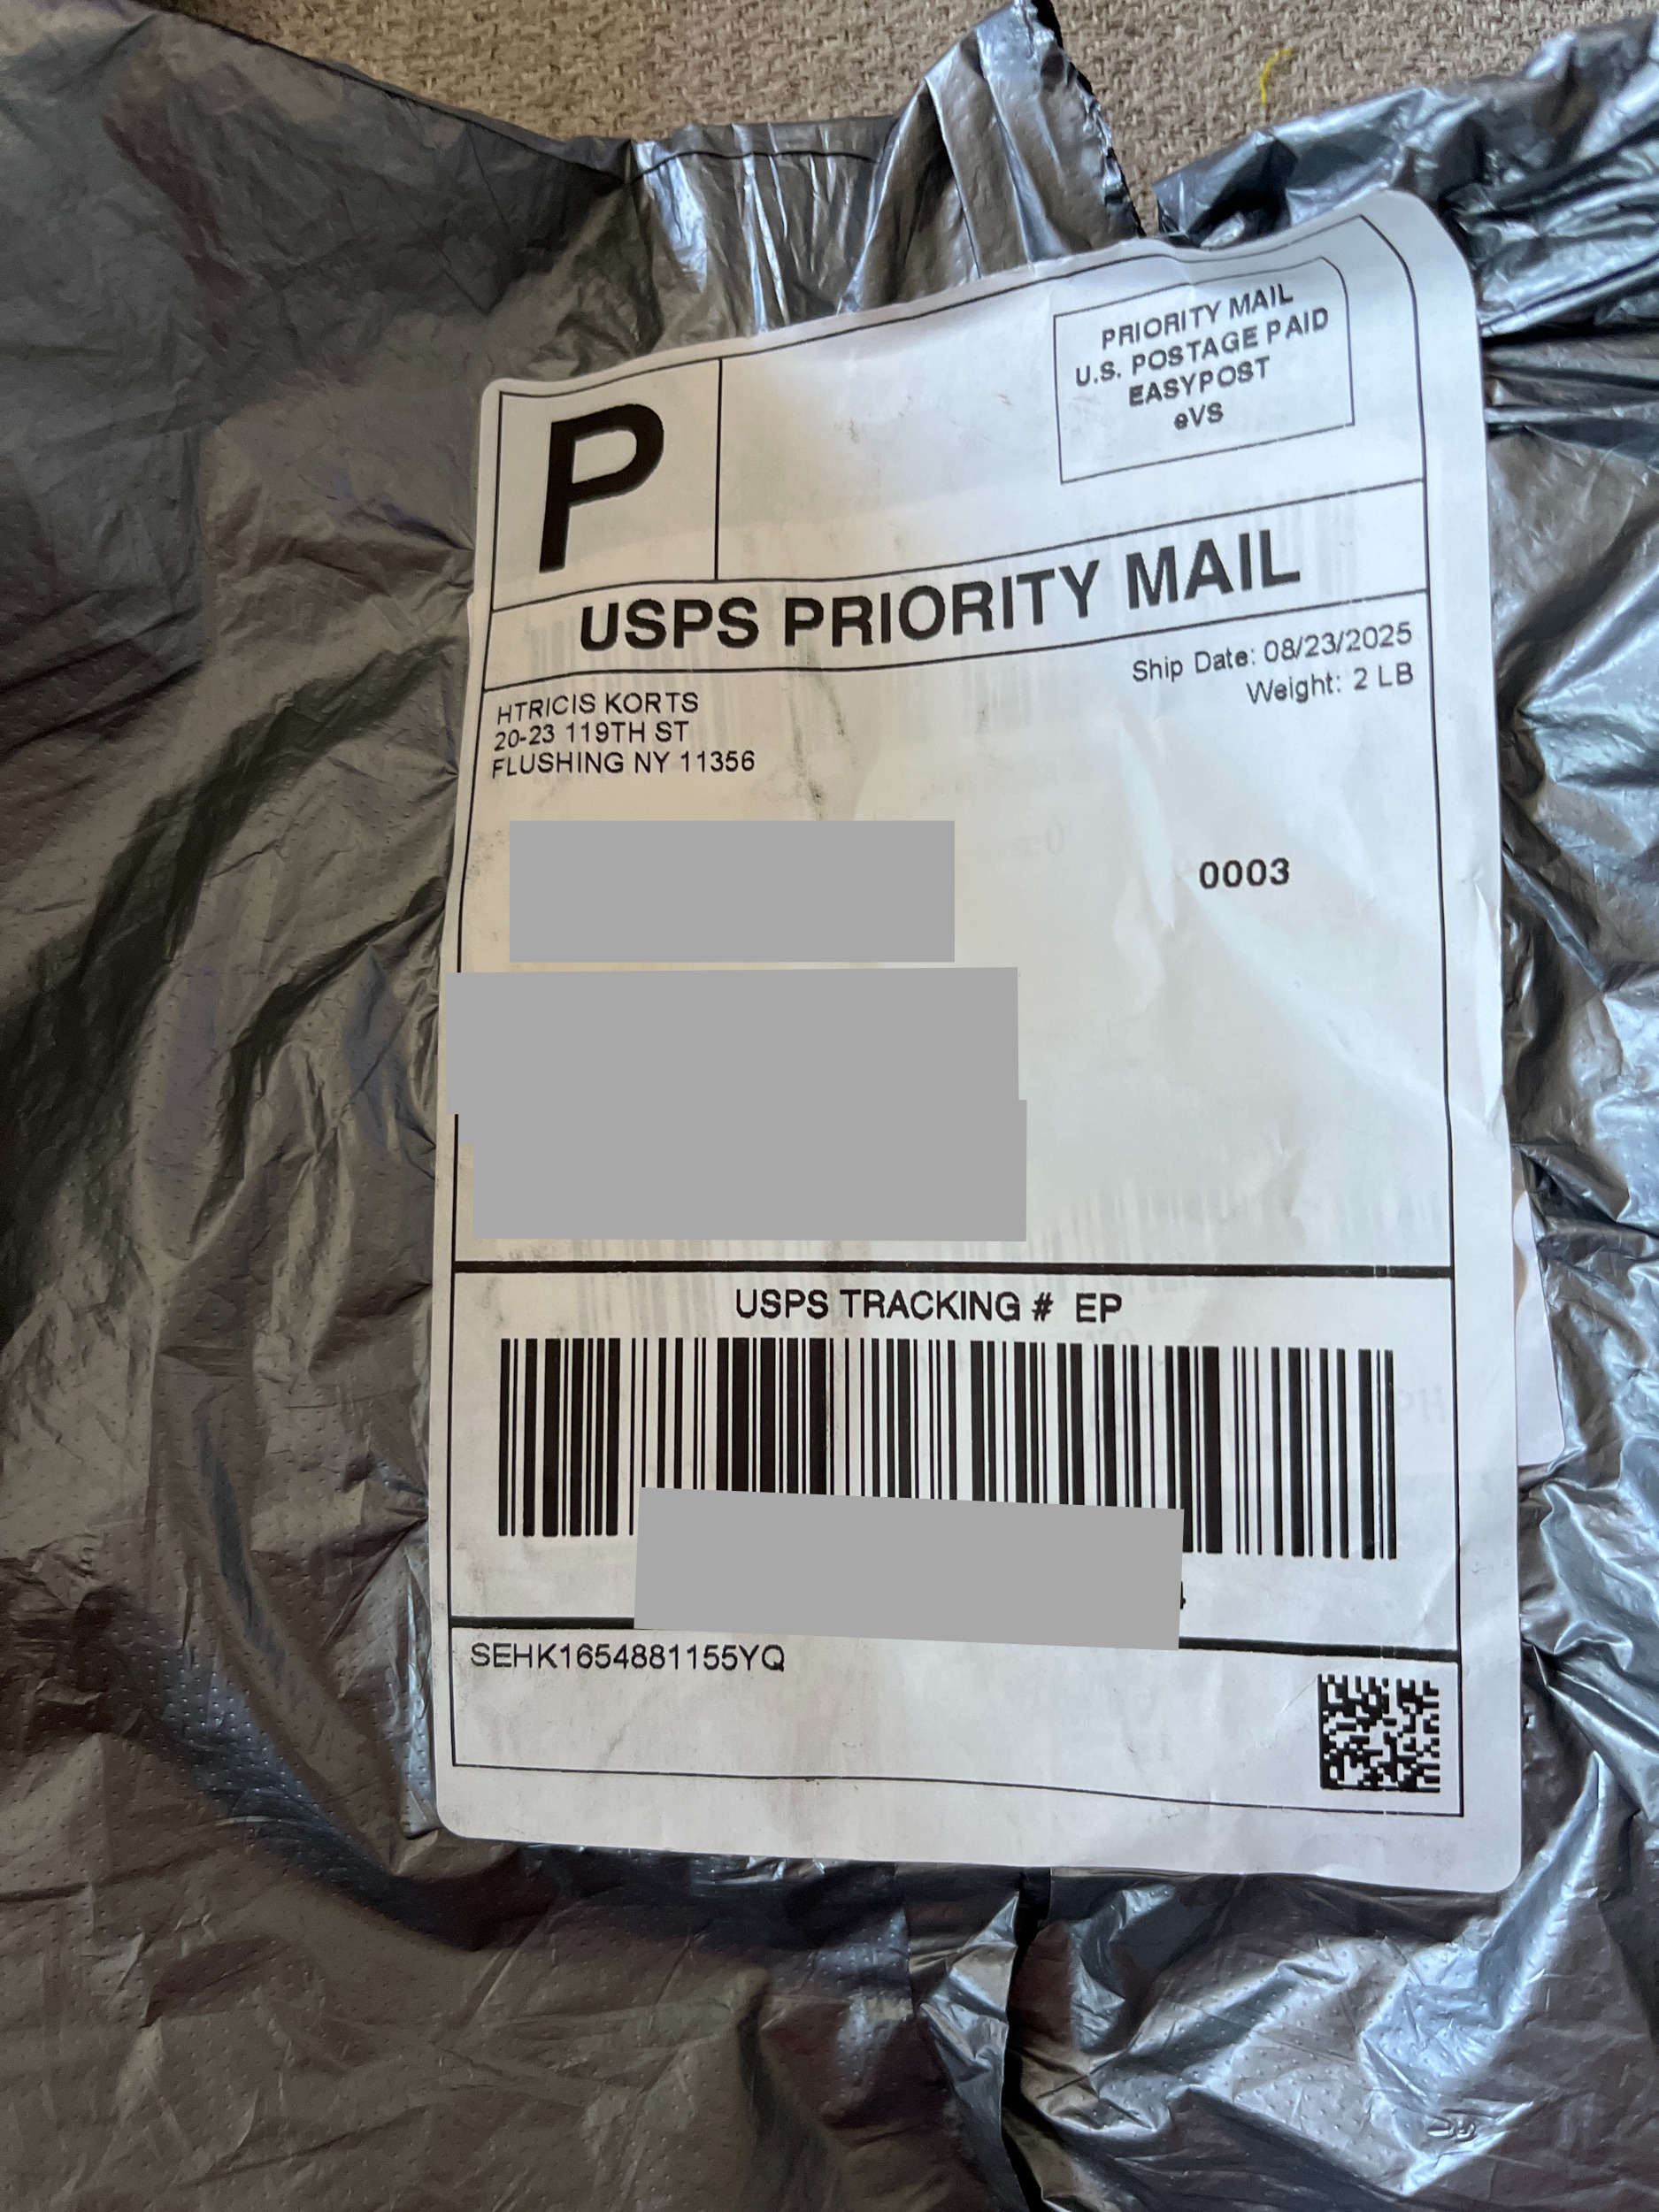 PRIORITY MAIL
U.S. POSTAGE PAID
EASYPOST
eVS
P
USPS PRIORITY MAIL
Ship Date: 08/23/2025
Weight: 2 LB
HTRICIS KORTS
20-23 119TH ST
FLUSHING NY 11356
0003
USPS TRACKING # EP
SEHK1654881155YQ